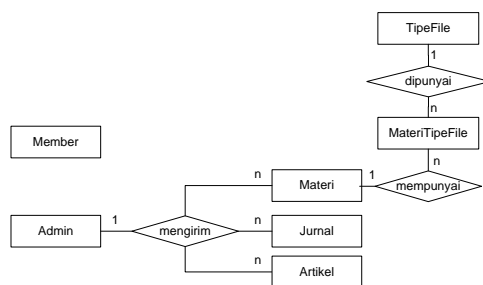 TipeFile
1
dipunyai
n
MateriTipeFile
n
Member
n
Materi
1
mempunyai
Admin
1
mengirim
n
Jurnal
n
Artikel